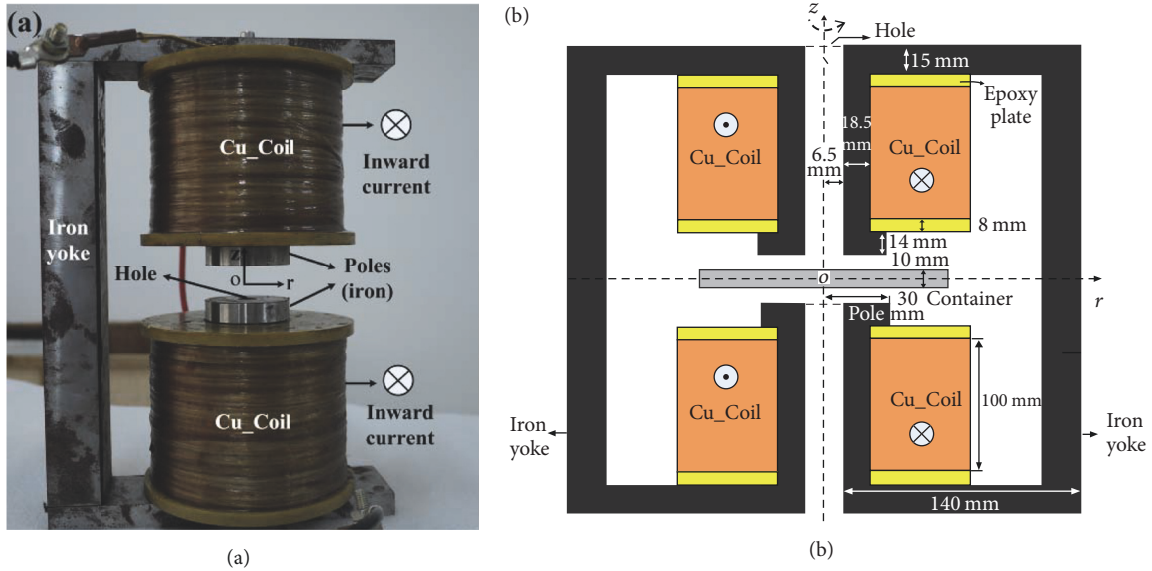 (a)
Cu_Coil
Inward
current
Iron
yoke
Hole
z
o
r
Poles
(iron)
Cu_Coil
Inward
current
(a)
(b)
z
Hole
15 mm
Epoxy
plate
Cu_Coil
18.5
mm
6.5
mm
Cu_Coil
8 mm
14 mm
10 mm
o
30
mm
Container
r
Pole
Cu_Coil
Cu_Coil
100 mm
Iron
yoke
Iron
yoke
140 mm
(b)